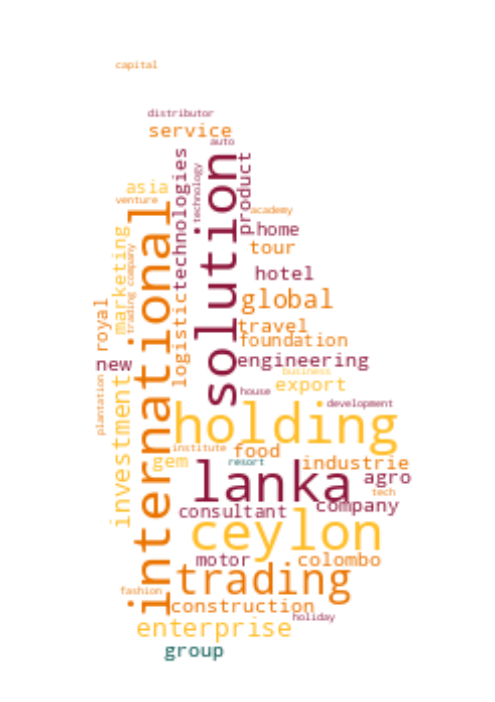 capital
distributor
service
auto
asia
technologies
technology
solution
product
venture
academy
international
home
marketing
trading company
tour
hotel
logistic
global
royal
travel
foundation
new
engineering
business
plantation
investment
export
house
development
holding
institute
food
gem
resort
industrie
lanka
agro
tech
consultant
company
ceylon
motor
colombo
trading
fashion
construction
holiday
enterprise
group